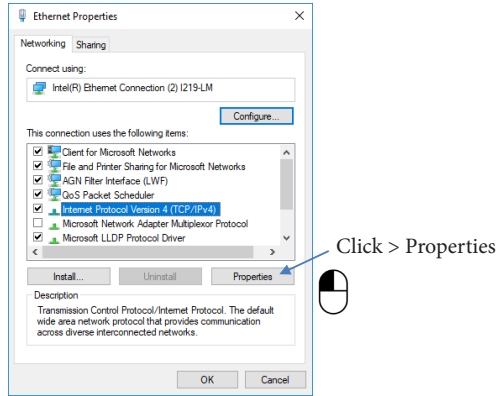 Ethernet Properties
Networking Sharing
Connect using:
Intel(R) Ethernet Connection (2) I219-LM
Configure...
This connection uses the following items:
Client for Microsoft Networks
File and Printer Sharing for Microsoft Networks
AGN Filter Interface (LWF)
QoS Packet Scheduler
Internet Protocol Version 4 (TCP/IPv4)
Microsoft Network Adapter Multiplexor Protocol
Microsoft LLDP Protocol Driver
Click > Properties
Install... Uninstall Properties
Description
Transmission Control Protocol/Internet Protocol. The default
wide area network protocol that provides communication
across diverse interconnected networks.
OK Cancel